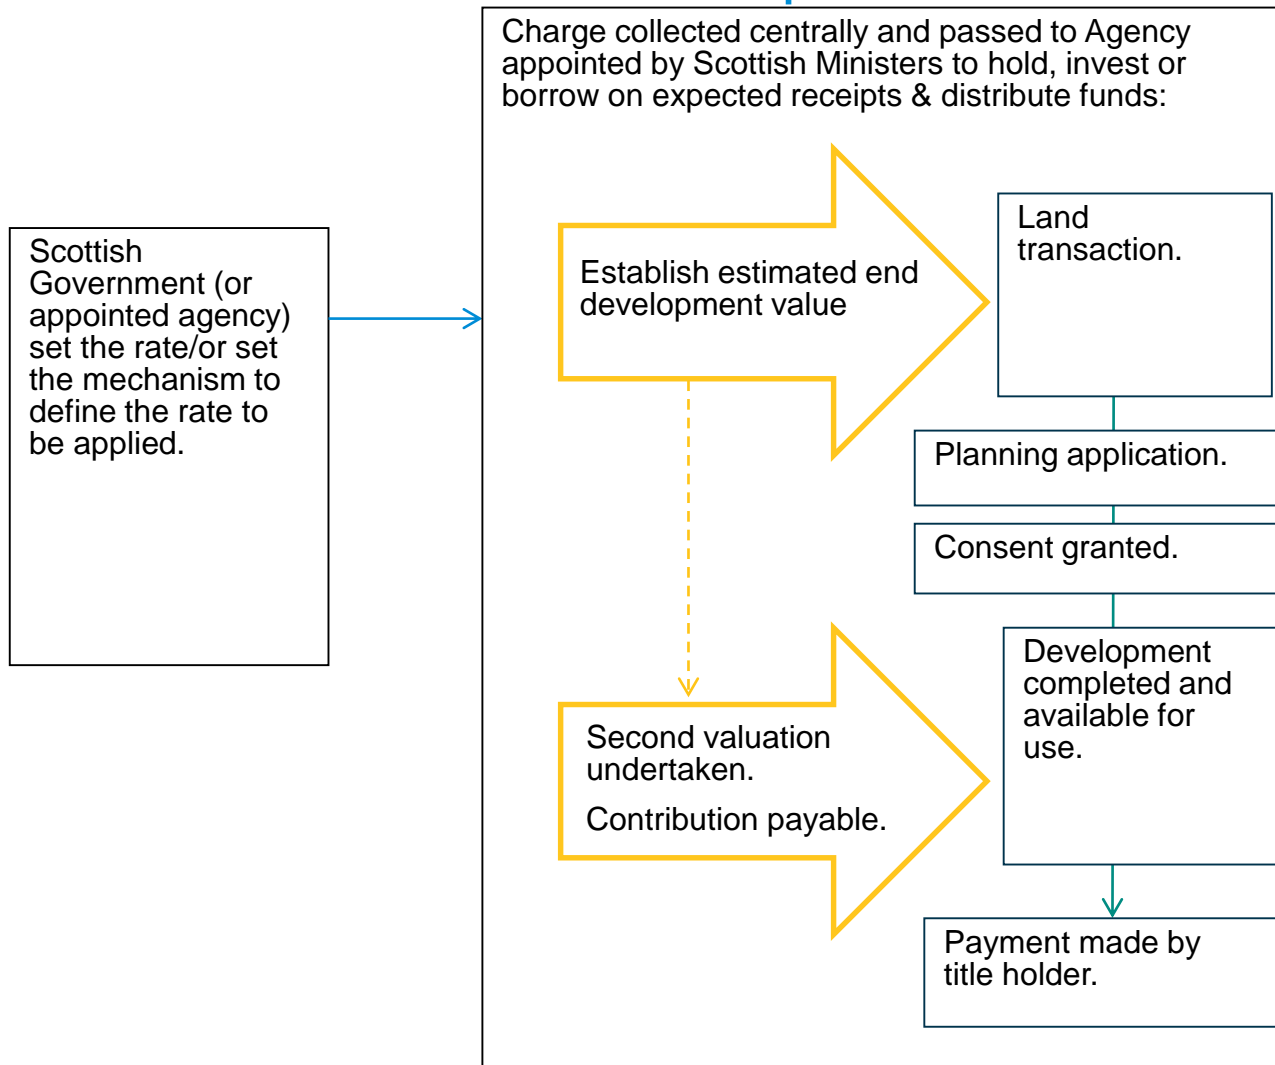 Charge collected centrally and passed to Agency
appointed by Scottish Ministers to hold, invest or
borrow on expected receipts & distribute funds:
Scottish
Government (or
appointed agency)
set the rate/or set
the mechanism to
define the rate to
be applied.
Establish estimated end
development value
Land
transaction.
Planning application.
Consent granted.
Second valuation
undertaken.
Contribution payable.
Development
completed and
available for
use.
Payment made by
title holder.